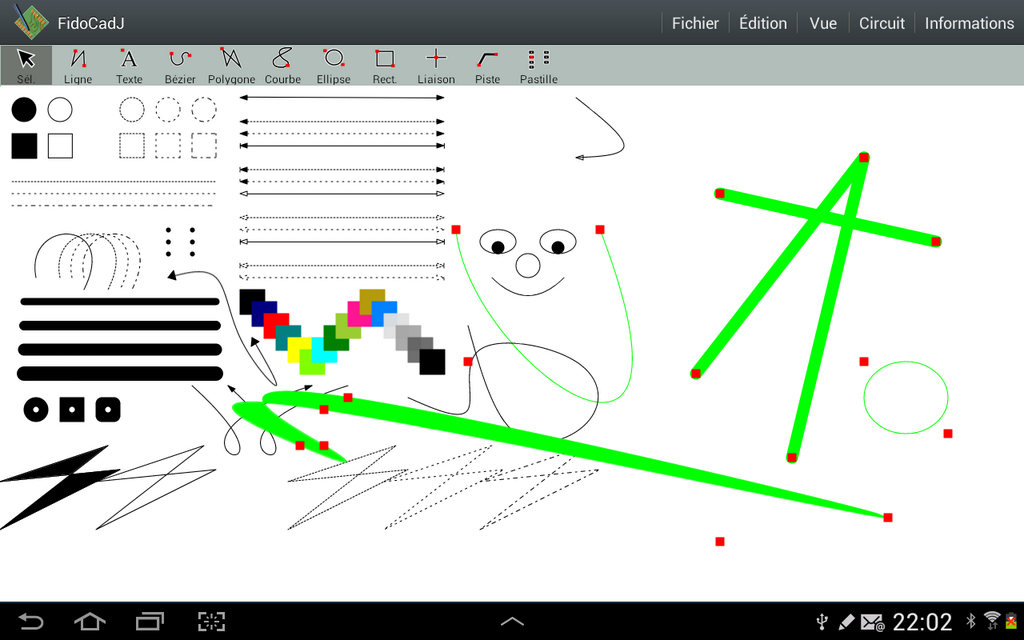 FidoCadJ Fichier Édition Vue Circuit Informations
Sél. Ligne Texte Bézier Polygone Courbe Ellipse Rect. Liaison Piste Pastille
22:02